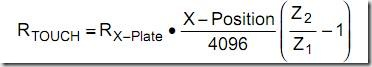 R_TOUCH = R_X–Plate • X – Position / 4096 ( Z_2 / Z_1 – 1 )